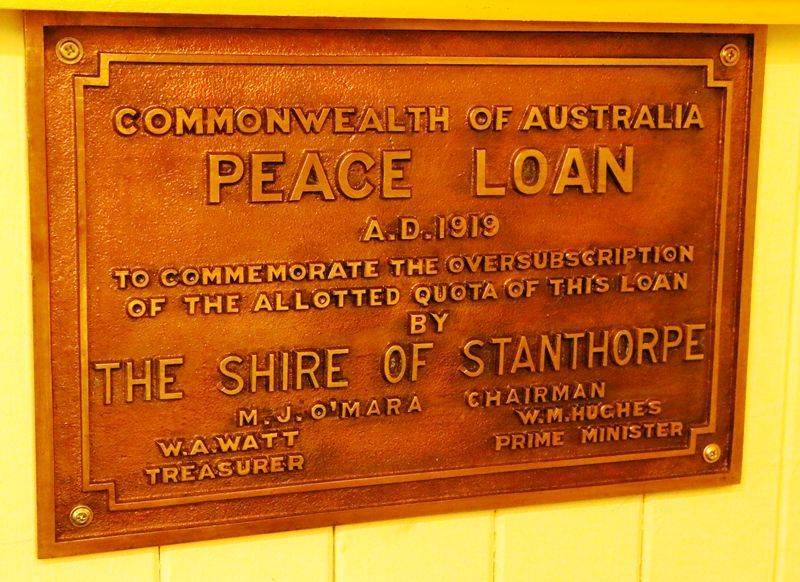 COMMONWEALTH OF AUSTRALIA
PEACE LOAN
A.D.1919
TO COMMEMORATE THE OVERSUBSCRIPTION
OF THE ALLOTTED QUOTA OF THIS LOAN
BY
THE SHIRE OF STANTHORPE
M.J. O'MARA CHAIRMAN
W.A.WATT
TREASURER
W.M.HUGHES
PRIME MINISTER